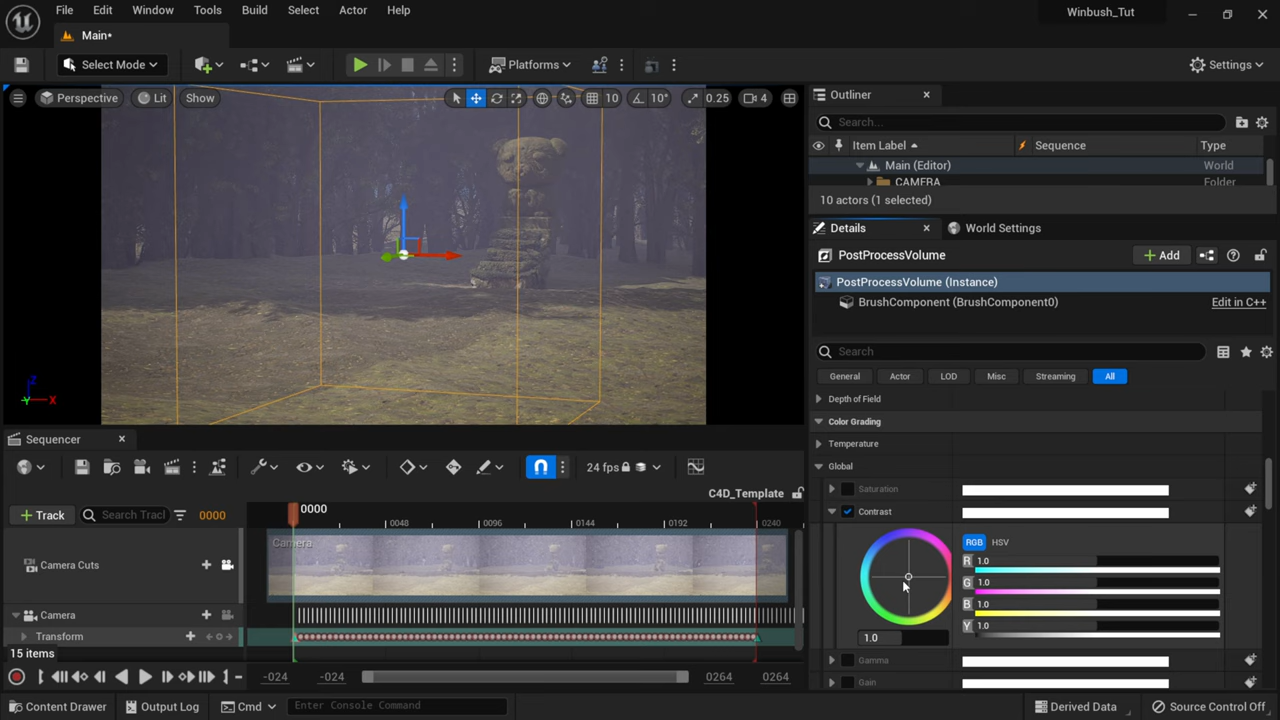 File Edit Window Tools Build Select Actor Help
Winbush_Tut
Main*
Select Mode
Platforms
Settings
Perspective Lit Show
10 10° 0.25 4
Z
Y X
Outliner
Search...
Item Label Sequence Type
Main (Editor) World
CAMERA Folder
10 actors (1 selected)
Details World Settings
PostProcessVolume
Add
PostProcessVolume (Instance)
BrushComponent (BrushComponent0) Edit in C++
Search
General Actor LOD Misc Streaming All
Depth of Field
Color Grading
Temperature
Global
Saturation
Contrast
RGB HSV
R 1.0
G 1.0
B 1.0
Y 1.0
1.0
Gamma
Gain
Sequencer
24 fps
C4D_Template
+ Track Search Tracl 0000
0000
0048 0096 0144 0192 0240
Camera
Camera Cuts
Camera
Transform
15 items
-024 -024 0264 0264
Content Drawer Output Log Cmd Enter Console Command Derived Data Source Control Off